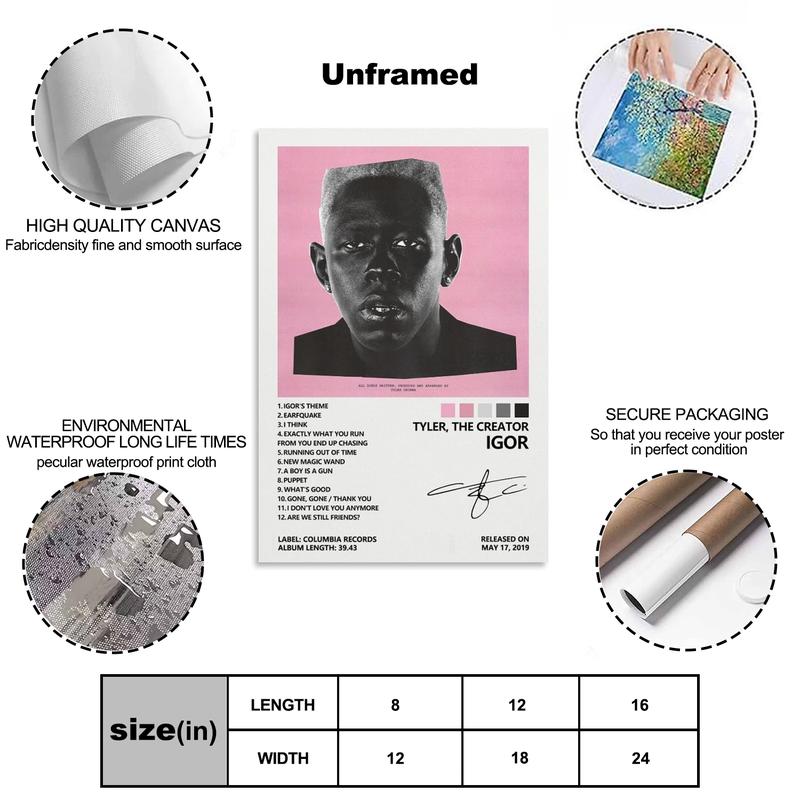 Unframed
HIGH QUALITY CANVAS
Fabricdensity fine and smooth surface
ENVIRONMENTAL
WATERPROOF LONG LIFE TIMES
pecular waterproof print cloth
ALL SONGS WRITTEN, PRODUCED AND ARRANGED BY
TYLER OKONMA
1. IGOR'S THEME
2. EARFQUAKE
3. I THINK
4. EXACTLY WHAT YOU RUN
FROM YOU END UP CHASING
5. RUNNING OUT OF TIME
6. NEW MAGIC WAND
7. A BOY IS A GUN
8. PUPPET
9. WHAT'S GOOD
10. GONE, GONE / THANK YOU
11. I DON'T LOVE YOU ANYMORE
12. ARE WE STILL FRIENDS?
TYLER, THE CREATOR
IGOR
LABEL: COLUMBIA RECORDS
ALBUM LENGTH: 39.43
RELEASED ON
MAY 17, 2019
SECURE PACKAGING
So that you receive your poster
in perfect condition
size(in)
LENGTH 8 12 16
WIDTH 12 18 24